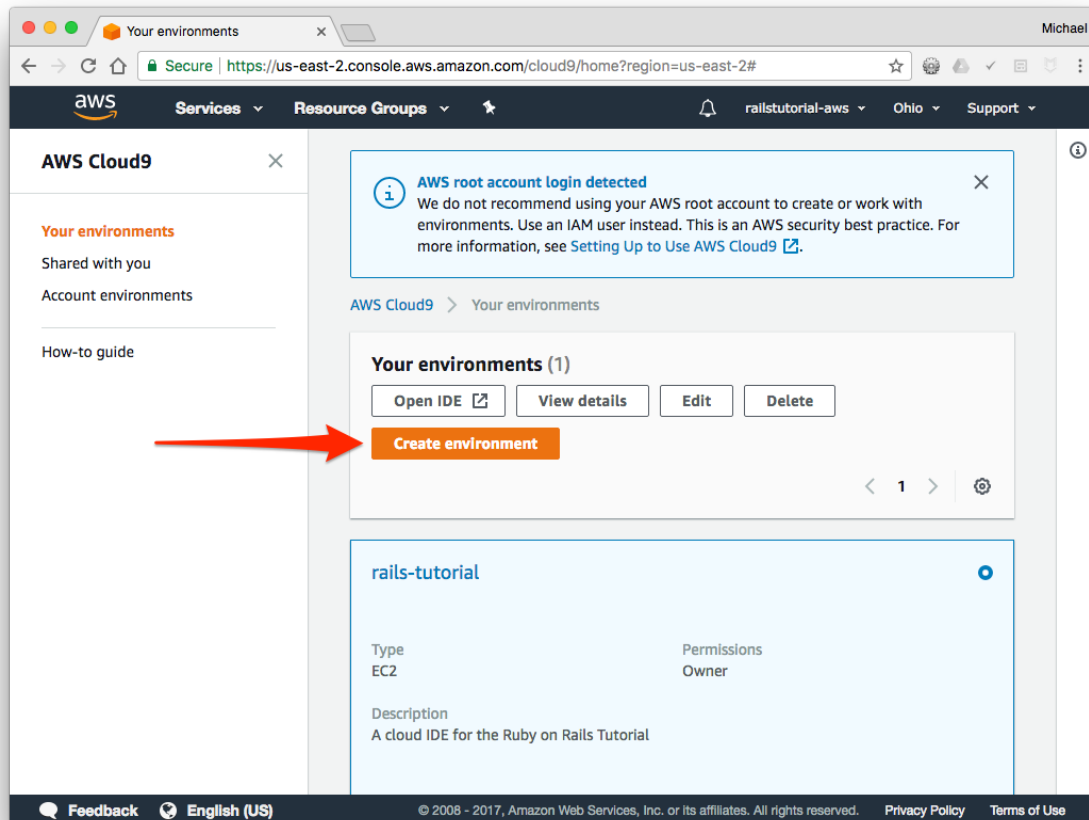 Your environments
Michael
Secure
https://us-east-2.console.aws.amazon.com/cloud9/home?region=us-east-2#
aws
Services
Resource Groups
railstutorial-aws
Ohio
Support
AWS Cloud9
Your environments
Shared with you
Account environments
How-to guide
AWS root account login detected
We do not recommend using your AWS root account to create or work with
environments. Use an IAM user instead. This is an AWS security best practice. For
more information, see Setting Up to Use AWS Cloud9.
AWS Cloud9 > Your environments
Your environments (1)
Open IDE
View details
Edit
Delete
Create environment
< 1 >
rails-tutorial
Type
EC2
Permissions
Owner
Description
A cloud IDE for the Ruby on Rails Tutorial
Feedback
English (US)
© 2008 - 2017, Amazon Web Services, Inc. or its affiliates. All rights reserved.
Privacy Policy
Terms of Use